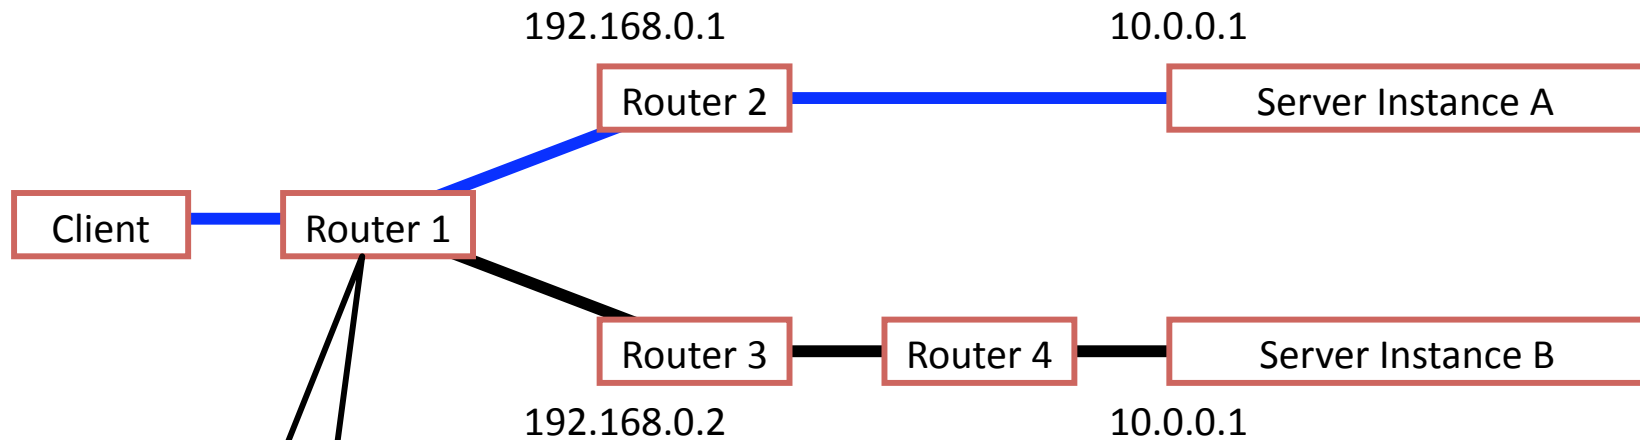 192.168.0.1
10.0.0.1
Router 2
Server Instance A
Client
Router 1
Router 3
Router 4
Server Instance B
192.168.0.2
10.0.0.1